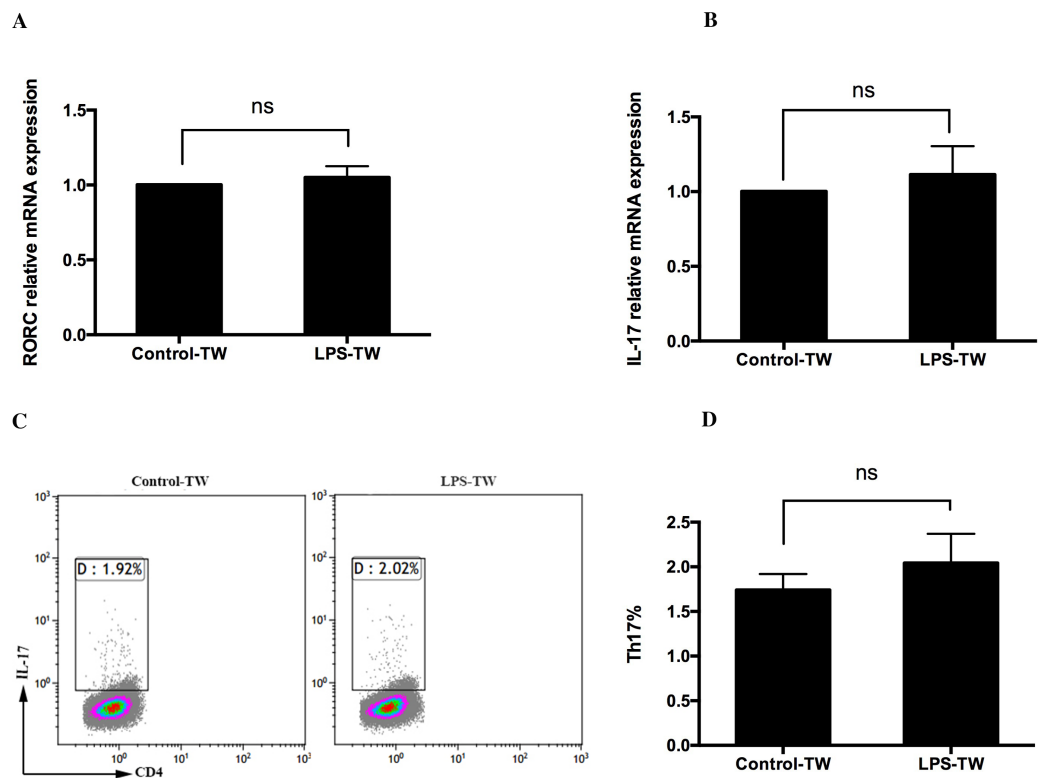 A
B
ns
ns
RORC relative mRNA expression
1.5
1.0
0.5
0.0
Control-TW
LPS-TW
IL-17 relative mRNA expression
1.5
1.0
0.5
0.0
Control-TW
LPS-TW
C
D
Control-TW
LPS-TW
10³
10²
10¹
10⁰
D : 1.92%
10⁰
10¹
10²
10³
10³
10²
10¹
10⁰
D : 2.02%
10⁰
10¹
10²
10³
IL-17
CD4
ns
Th17%
2.5
2.0
1.5
1.0
0.5
0.0
Control-TW
LPS-TW